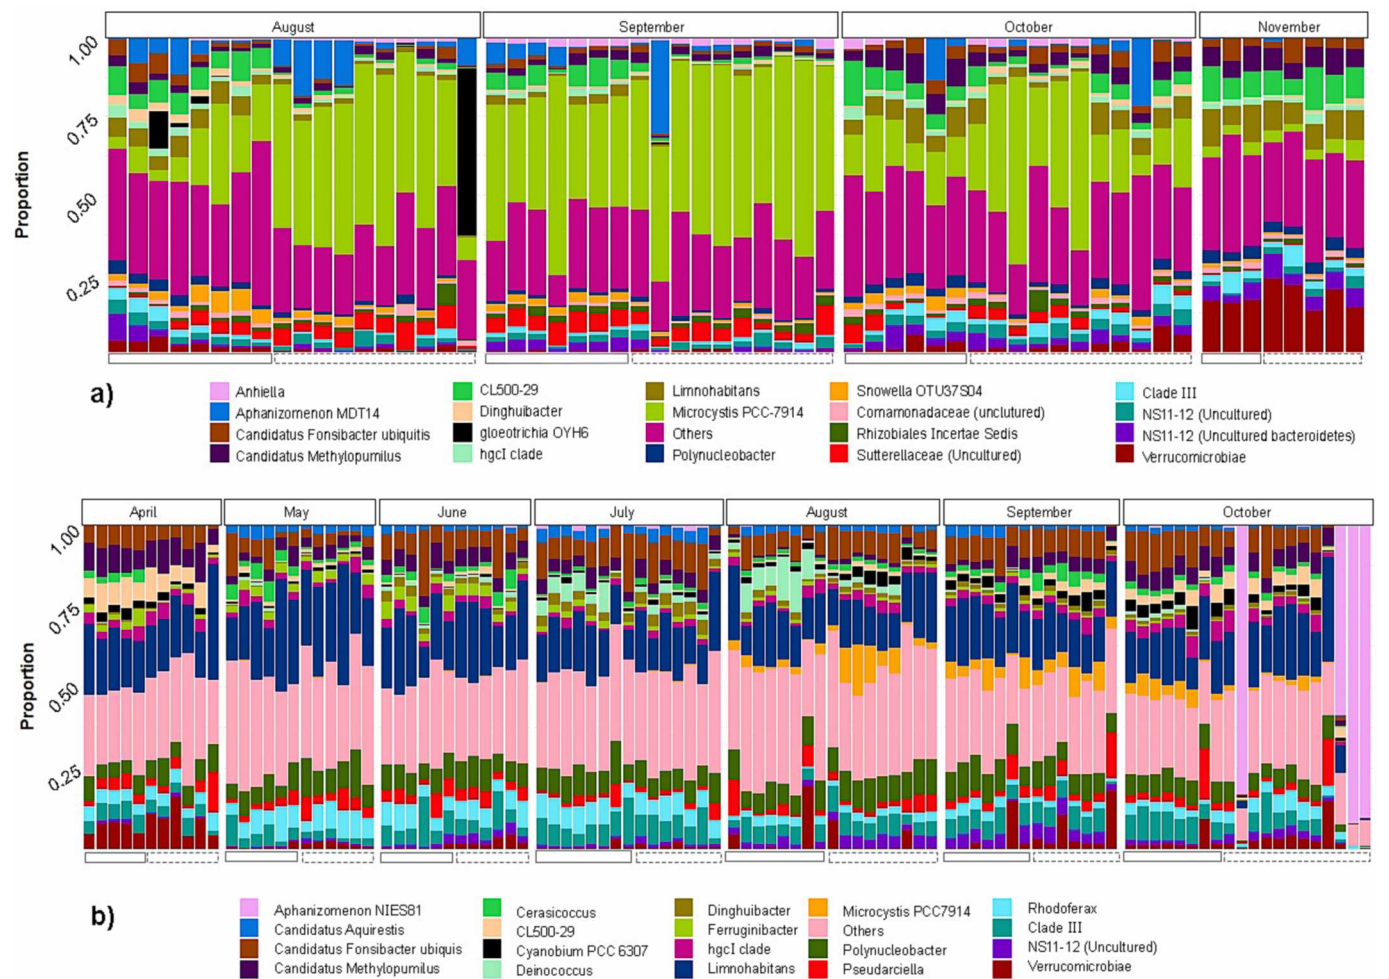 August September October November
1.00
0.75
0.50
0.25
Proportion
a)
Anhiella CL500-29 Limnohabitans Snowella OTU37S04 Clade III
Aphanizomenon MDT14 Dinghuibacter Microcystis PCC-7914 Comamonadaceae (unclutured) NS11-12 (Uncultured)
Candidatus Fonsibacter ubiquitis gloeotrichia OYH6 Others Rhizobiales Incertae Sedis NS11-12 (Uncultured bacteroidetes)
Candidatus Methylopumilus hgcI clade Polynucleobacter Sutterellaceae (Uncultured) Verrucomicrobiae
April May June July August September October
1.00
0.75
0.50
0.25
Proportion
b)
Aphanizomenon NIES81 Cerasicoccus Dinghuibacter Microcystis PCC7914 Rhodoferax
Candidatus Aquirestis CL500-29 Ferruginibacter Others Clade III
Candidatus Fonsibacter ubiquis Cyanobium PCC 6307 hgcI clade Polynucleobacter NS11-12 (Uncultured)
Candidatus Methylopumilus Deinococcus Limnohabitans Pseudarciella Verrucomicrobiae